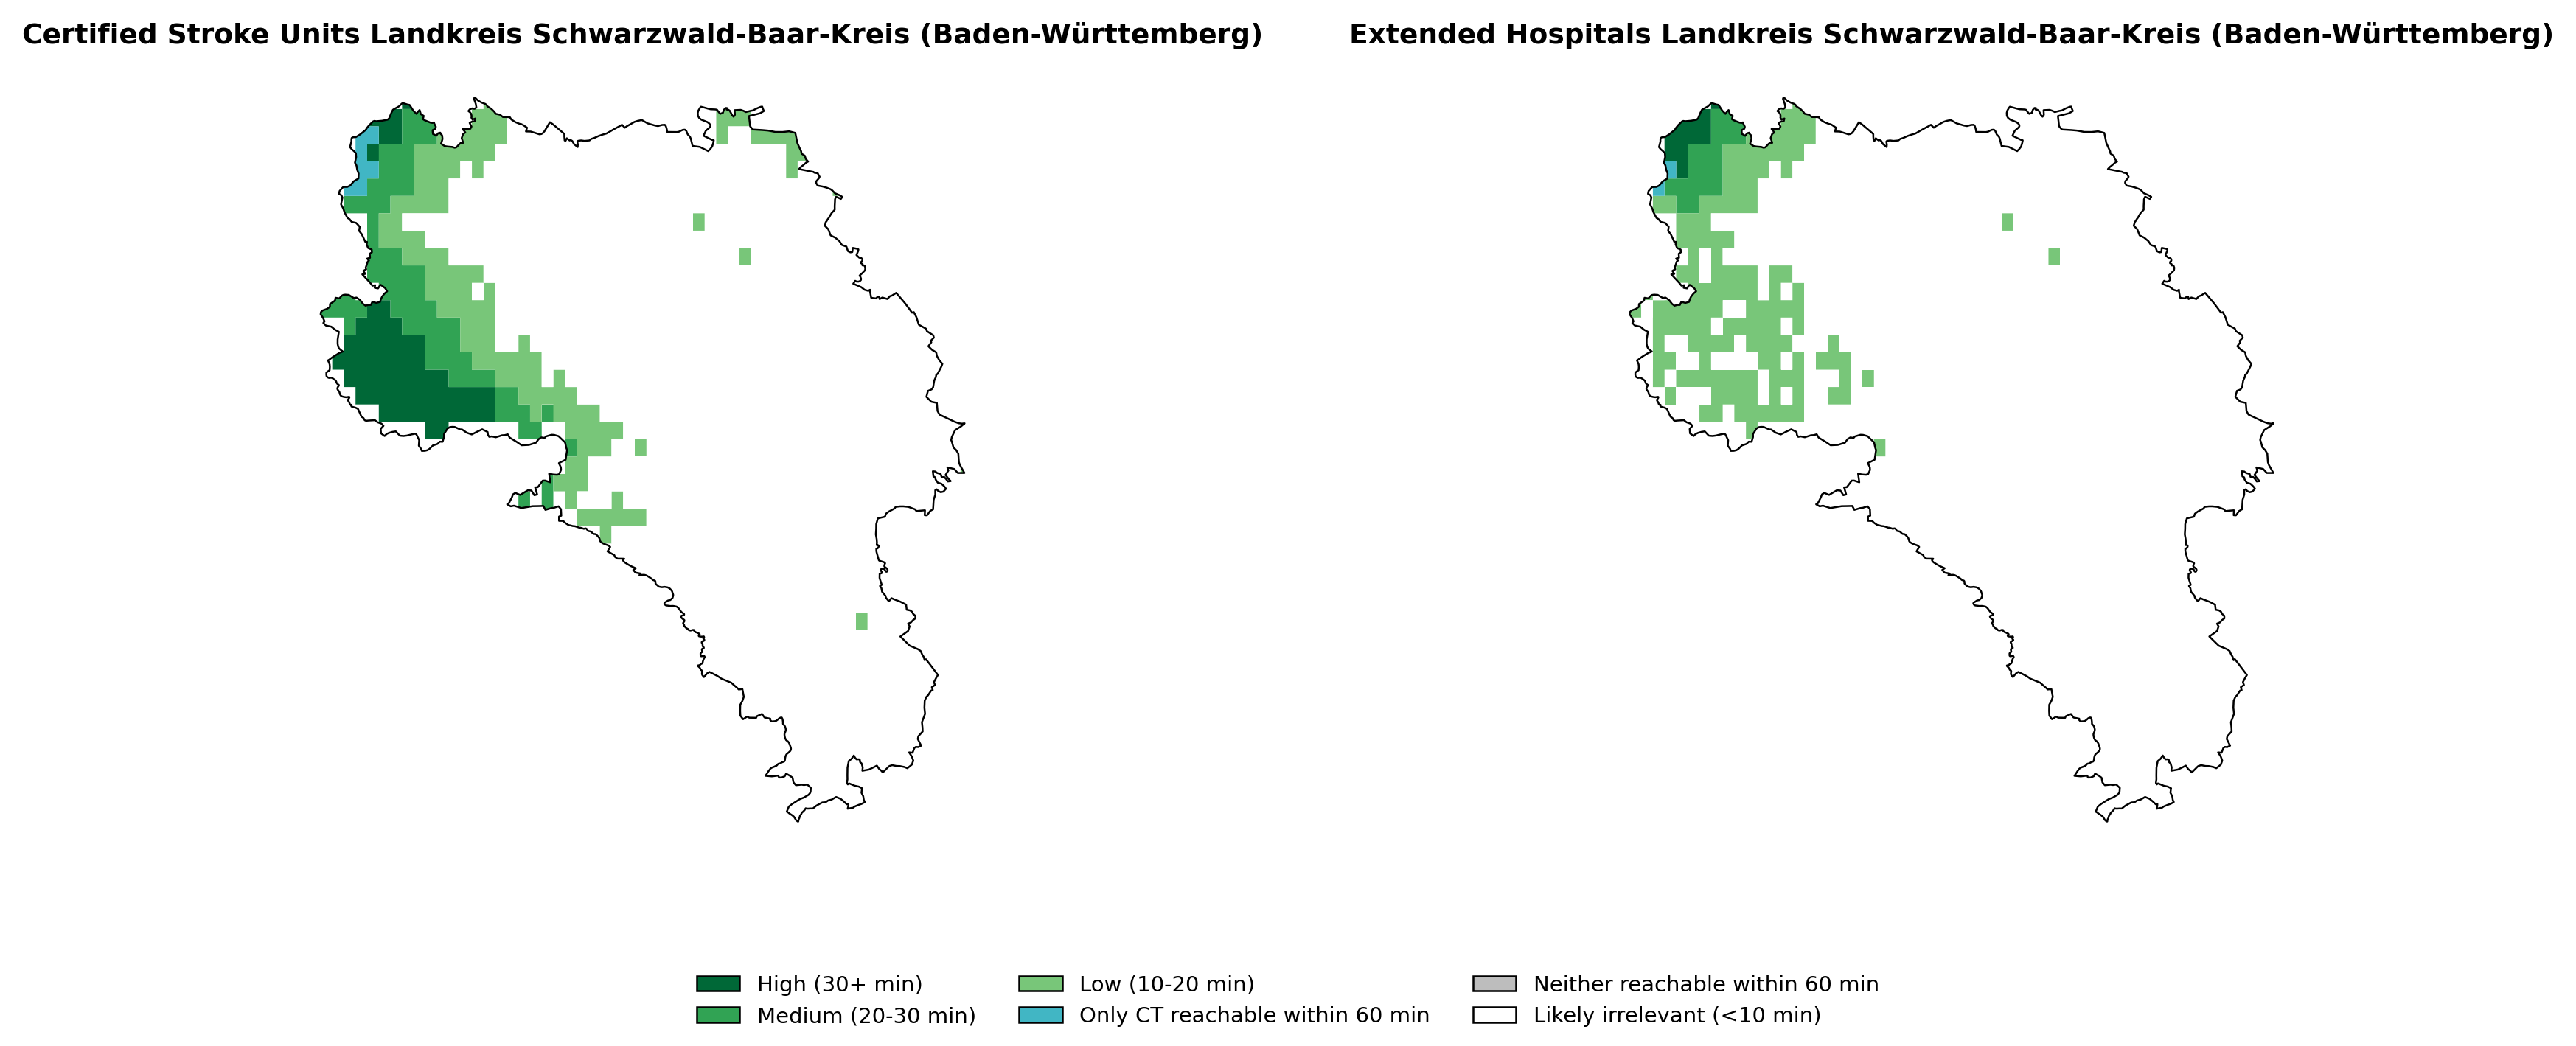 Certified Stroke Units Landkreis Schwarzwald-Baar-Kreis (Baden-Württemberg)
Extended Hospitals Landkreis Schwarzwald-Baar-Kreis (Baden-Württemberg)
High (30+ min)
Medium (20-30 min)
Low (10-20 min)
Only CT reachable within 60 min
Neither reachable within 60 min
Likely irrelevant (<10 min)